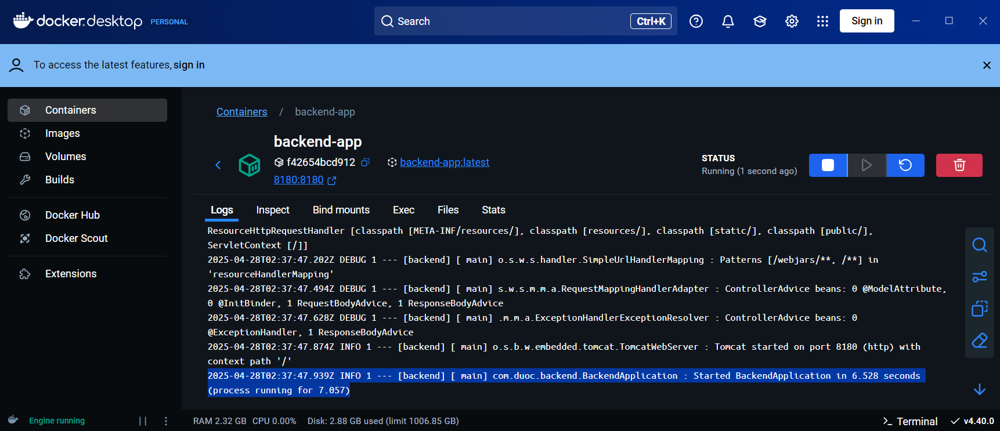 docker.desktop PERSONAL
Search
Ctrl+K
Sign in
To access the latest features, sign in
Containers
Images
Volumes
Builds
Docker Hub
Docker Scout
Extensions
Containers / backend-app
backend-app
f42654bcd912 backend-app:latest
8180:8180
STATUS
Running (1 second ago)
Logs Inspect Bind mounts Exec Files Stats
ResourceHttpRequestHandler [classpath [META-INF/resources/], classpath [resources/], classpath [static/], classpath [public/],
ServletContext [/]]
2025-04-28T02:37:47.202Z DEBUG 1 --- [backend] [ main] o.s.w.s.handler.SimpleUrlHandlerMapping : Patterns [/webjars/**, /**] in
'resourceHandlerMapping'
2025-04-28T02:37:47.494Z DEBUG 1 --- [backend] [ main] s.w.s.m.m.a.RequestMappingHandlerAdapter : ControllerAdvice beans: 0 @ModelAttribute,
0 @InitBinder, 1 RequestBodyAdvice, 1 ResponseBodyAdvice
2025-04-28T02:37:47.628Z DEBUG 1 --- [backend] [ main] .m.m.a.ExceptionHandlerExceptionResolver : ControllerAdvice beans: 0
@ExceptionHandler, 1 ResponseBodyAdvice
2025-04-28T02:37:47.874Z INFO 1 --- [backend] [ main] o.s.b.w.embedded.tomcat.TomcatWebServer : Tomcat started on port 8180 (http) with
context path '/'
2025-04-28T02:37:47.939Z INFO 1 --- [backend] [ main] com.duoc.backend.BackendApplication : Started BackendApplication in 6.528 seconds
(process running for 7.057)
Engine running
RAM 2.32 GB CPU 0.00% Disk: 2.88 GB used (limit 1006.85 GB)
>_ Terminal
v4.40.0